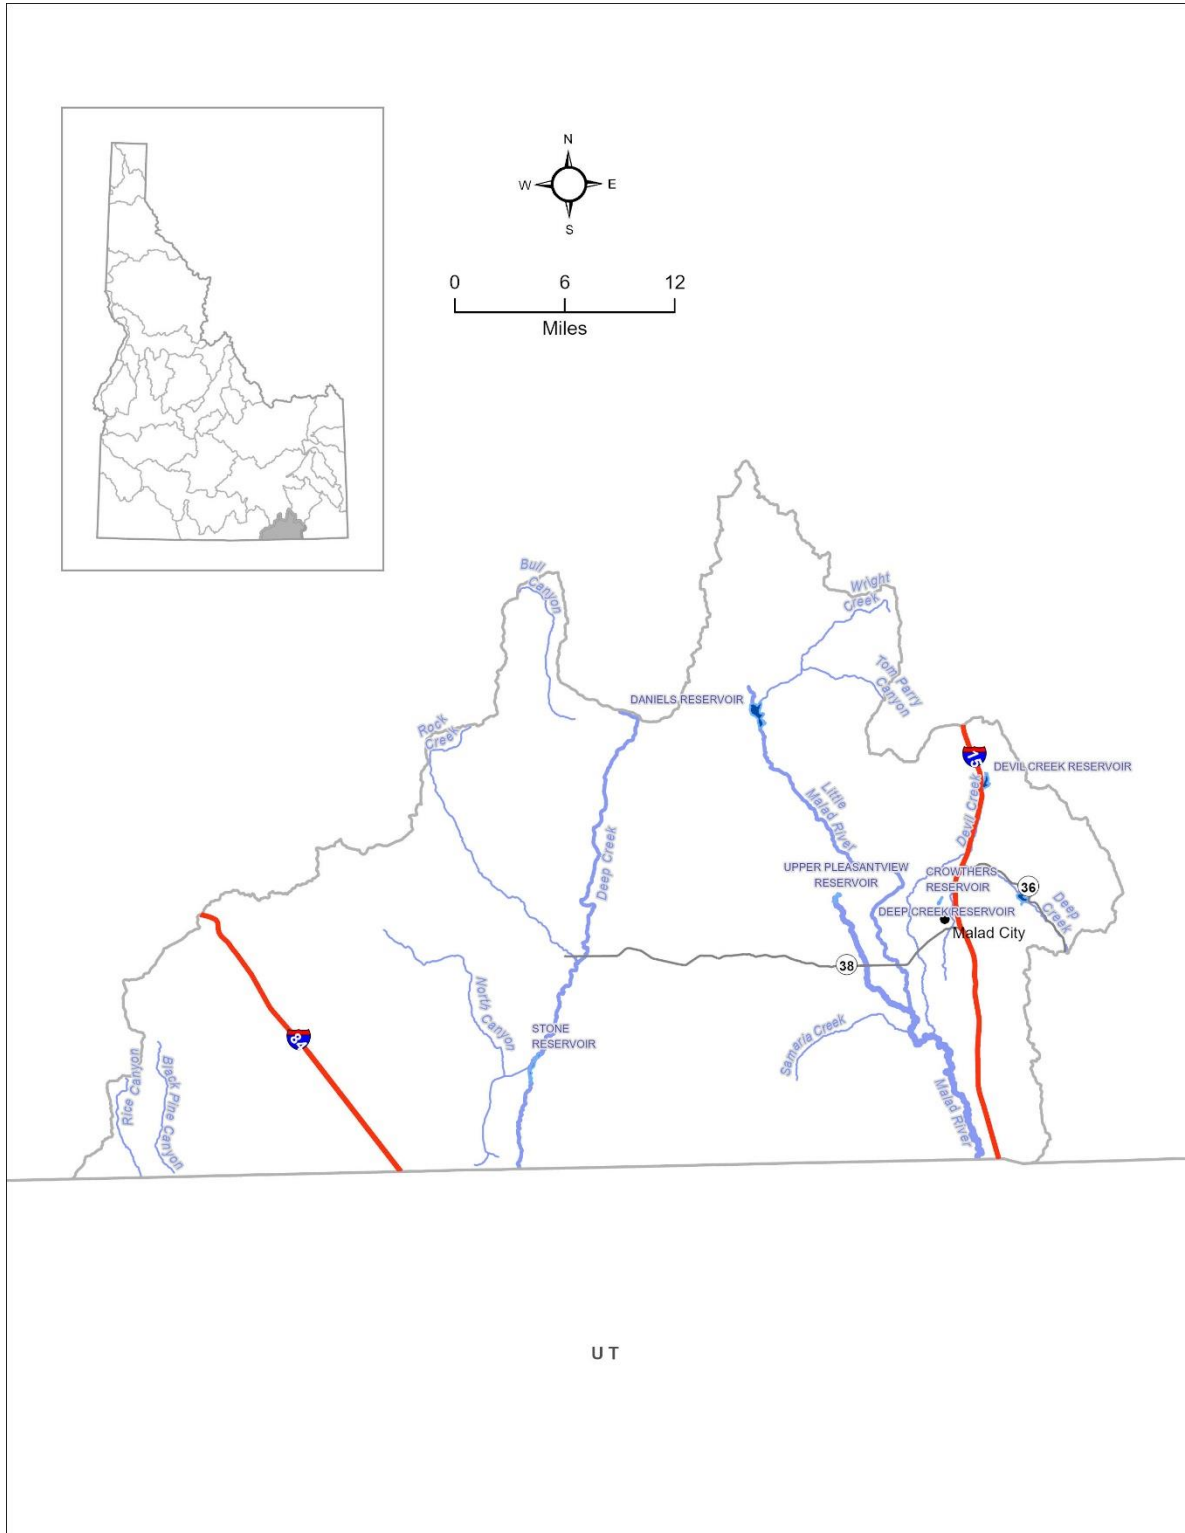 N
W
E
S
0
6
12
Miles
Bull
Canyon
Wright
Creek
Tom Parry
Canyon
DANIELS RESERVOIR
Rock
Creek
15
DEVIL CREEK RESERVOIR
Devil Creek
Little
Malad River
Deep Creek
UPPER PLEASANTVIEW
RESERVOIR
CROWTHERS
RESERVOIR
36
Deep
Creek
DEEP CREEK RESERVOIR
Malad City
38
North Canyon
STONE
RESERVOIR
Samaria Creek
84
Rice Canyon
Black Pine Canyon
Malad River
UT